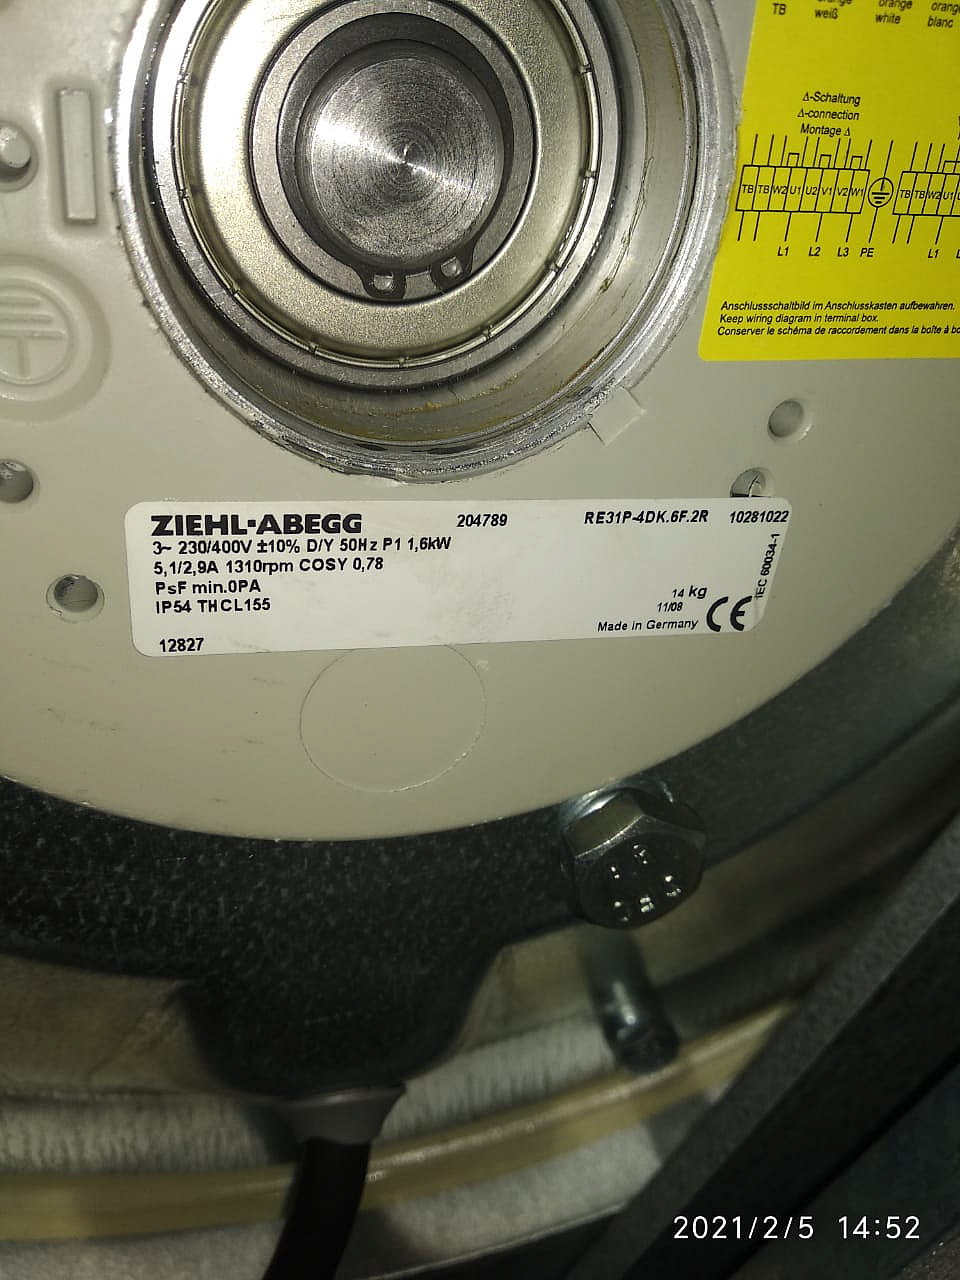 TB
weiß
orange
white
orange
blanc
Δ-Schaltung
Δ-connection
Montage Δ
TB TB W2 U1 U2 V1 V2 W1
TB TB W2 U1
L1 L2 L3 PE
L1
Anschlussschaltbild im Anschlusskasten aufbewahren.
Keep wiring diagram in terminal box.
Conserver le schéma de raccordement dans la boîte à
ZIEHL-ABEGG 204789 RE31P-4DK.6F.2R 10281022
3~ 230/400V ±10% D/Y 50Hz P1 1,6kW
5,1/2,9A 1310rpm COSY 0,78
PsF min.0PA
IP54 THCL155
14 kg
11/08
Made in Germany CE
IEC 60034-1
12827
2021/2/5 14:52